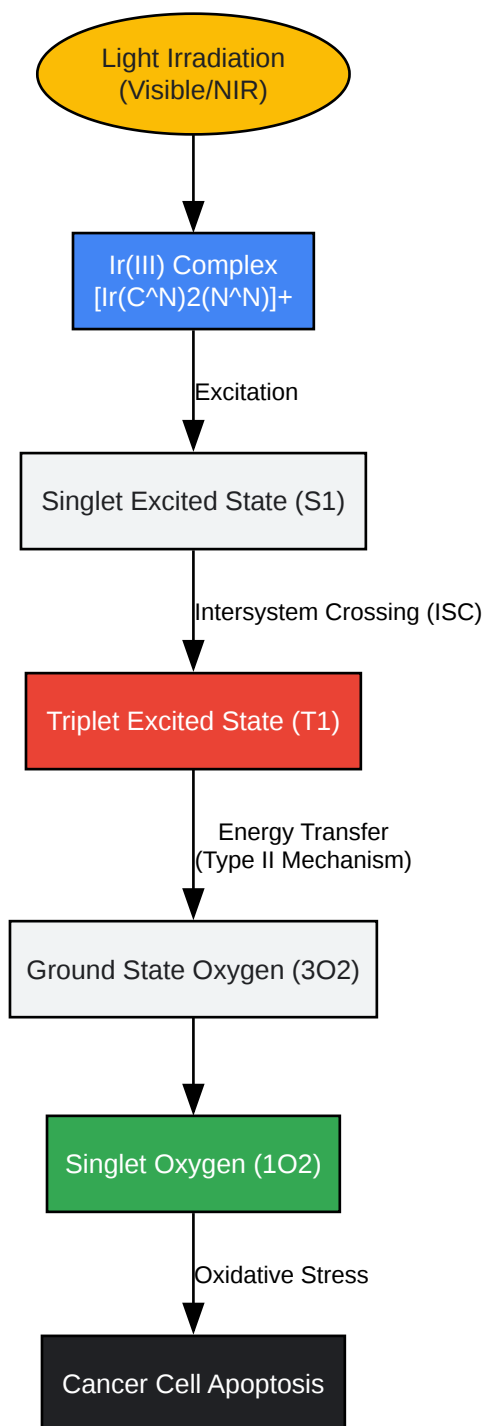 Light Irradiation
(Visible/NIR)
Ir(III) Complex
[Ir(C^N)2(N^N)]+
Excitation
Singlet Excited State (S1)
Intersystem Crossing (ISC)
Triplet Excited State (T1)
Energy Transfer
(Type II Mechanism)
Ground State Oxygen (3O2)
Singlet Oxygen (1O2)
Oxidative Stress
Cancer Cell Apoptosis